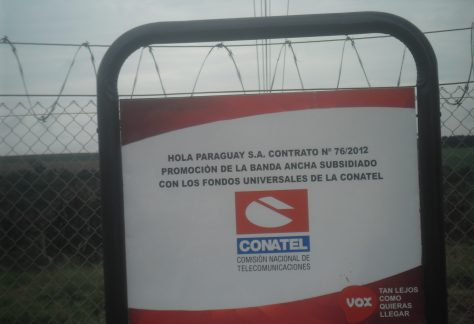 HOLA PARAGUAY S.A. CONTRATO N° 76/2012
PROMOCIÓN DE LA BANDA ANCHA SUBSIDIADO
CON LOS FONDOS UNIVERSALES DE LA CONATEL
CONATEL
COMISIÓN NACIONAL DE
TELECOMUNICACIONES
VOX
TAN LEJOS
COMO
QUIERAS
LLEGAR